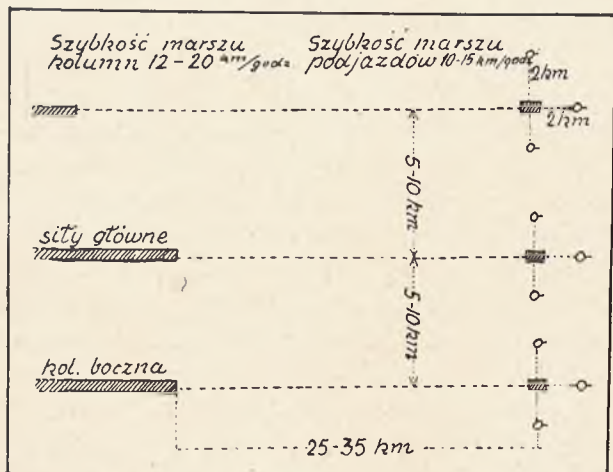 Szybkość marszu
kolumn 12-20 km/godz
Szybkość marszu
podjazdów 10-15 km/godz
2km
2km
5-10 km
siły główne
5-10 km
kol. boczna
25-35 km